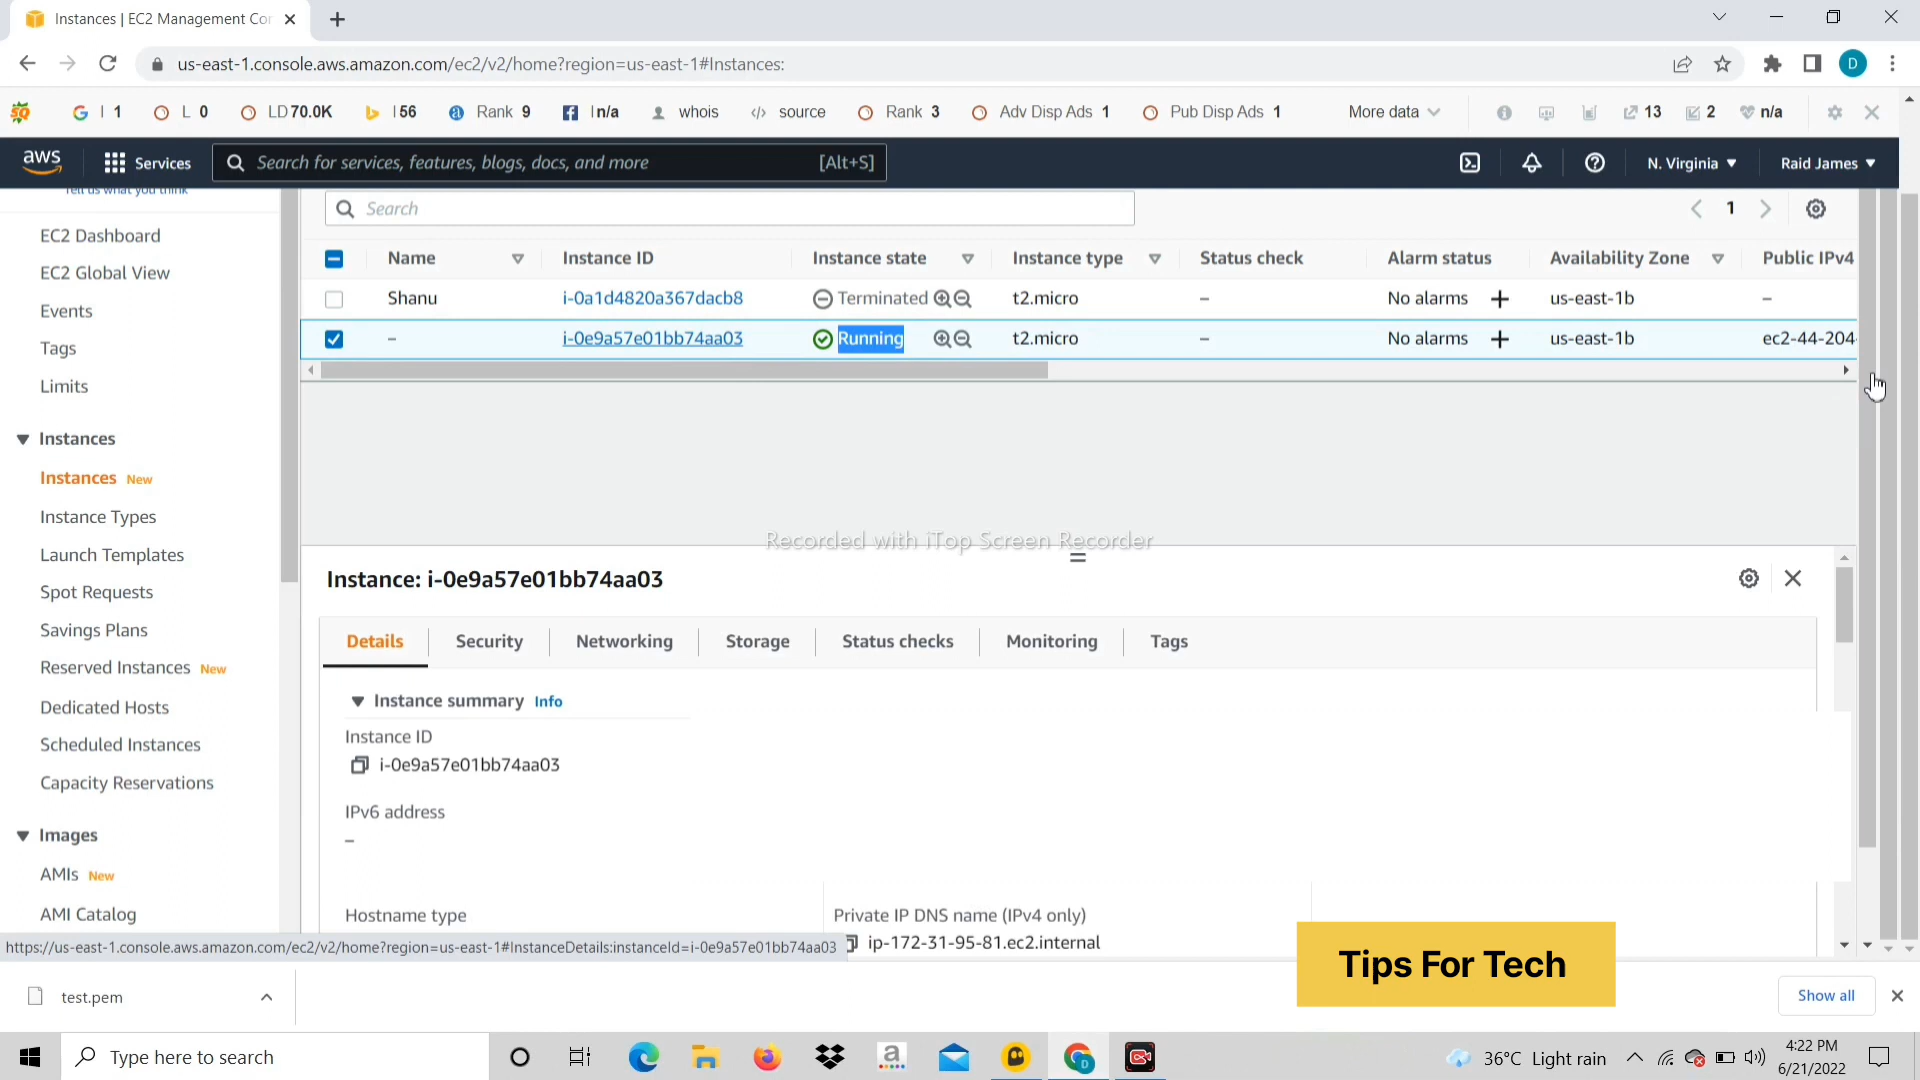 Instances | EC2 Management Cor
us-east-1.console.aws.amazon.com/ec2/v2/home?region=us-east-1#Instances:
I 1 L 0 LD 70.0K I 56 Rank 9 I n/a whois source Rank 3 Adv Disp Ads 1 Pub Disp Ads 1 More data 13 2 n/a
aws Services Search for services, features, blogs, docs, and more [Alt+S] N. Virginia Raid James
Tell us what you think
EC2 Dashboard
EC2 Global View
Events
Tags
Limits
Instances
Instances New
Instance Types
Launch Templates
Spot Requests
Savings Plans
Reserved Instances New
Dedicated Hosts
Scheduled Instances
Capacity Reservations
Images
AMIs New
AMI Catalog
Search 1
Name Instance ID Instance state Instance type Status check Alarm status Availability Zone Public IPv4
Shanu i-0a1d4820a367dacb8 Terminated t2.micro – No alarms + us-east-1b –
– i-0e9a57e01bb74aa03 Running t2.micro – No alarms + us-east-1b ec2-44-204-
Recorded with iTop Screen Recorder
Instance: i-0e9a57e01bb74aa03
Details Security Networking Storage Status checks Monitoring Tags
Instance summary Info
Instance ID
i-0e9a57e01bb74aa03
IPv6 address
–
Hostname type Private IP DNS name (IPv4 only)
ip-172-31-95-81.ec2.internal
https://us-east-1.console.aws.amazon.com/ec2/v2/home?region=us-east-1#InstanceDetails:instanceId=i-0e9a57e01bb74aa03
Tips For Tech
test.pem Show all
Type here to search 36°C Light rain 4:22 PM
6/21/2022